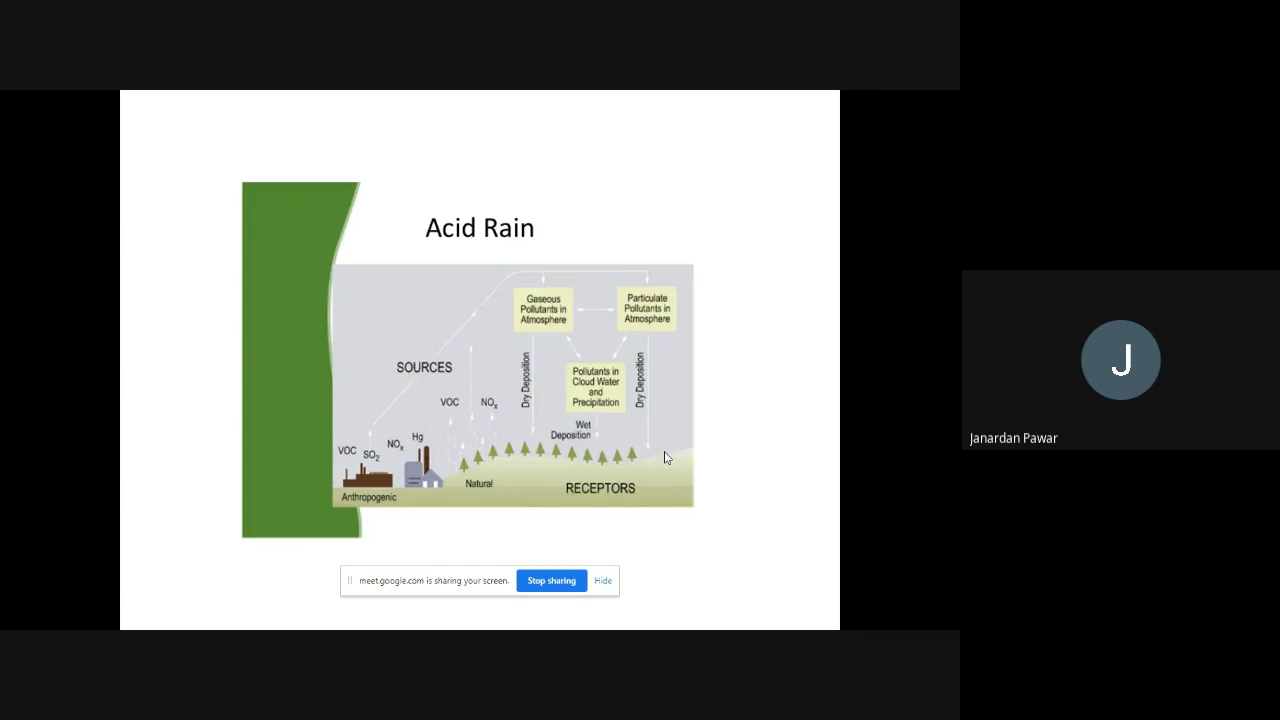 Acid Rain
Gaseous
Pollutants in
Atmosphere
Particulate
Pollutants in
Atmosphere
SOURCES
Dry Deposition
Pollutants in
Cloud Water
and
Precipitation
Dry Deposition
VOC
NOx
Wet
Deposition
VOC
SO2
NOx
Hg
Anthropogenic
Natural
RECEPTORS
meet.google.com is sharing your screen.
Stop sharing
Hide
J
Janardan Pawar